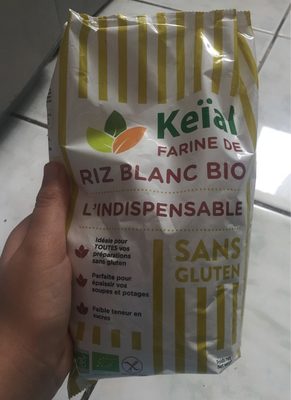 Keïal
FARINE DE
RIZ BLANC BIO
L'INDISPENSABLE
Idéale pour
TOUTES vos
préparations
sans gluten
Parfaite pour
épaissir vos
soupes et potages
Faible teneur en
sucres
SANS
GLUTEN